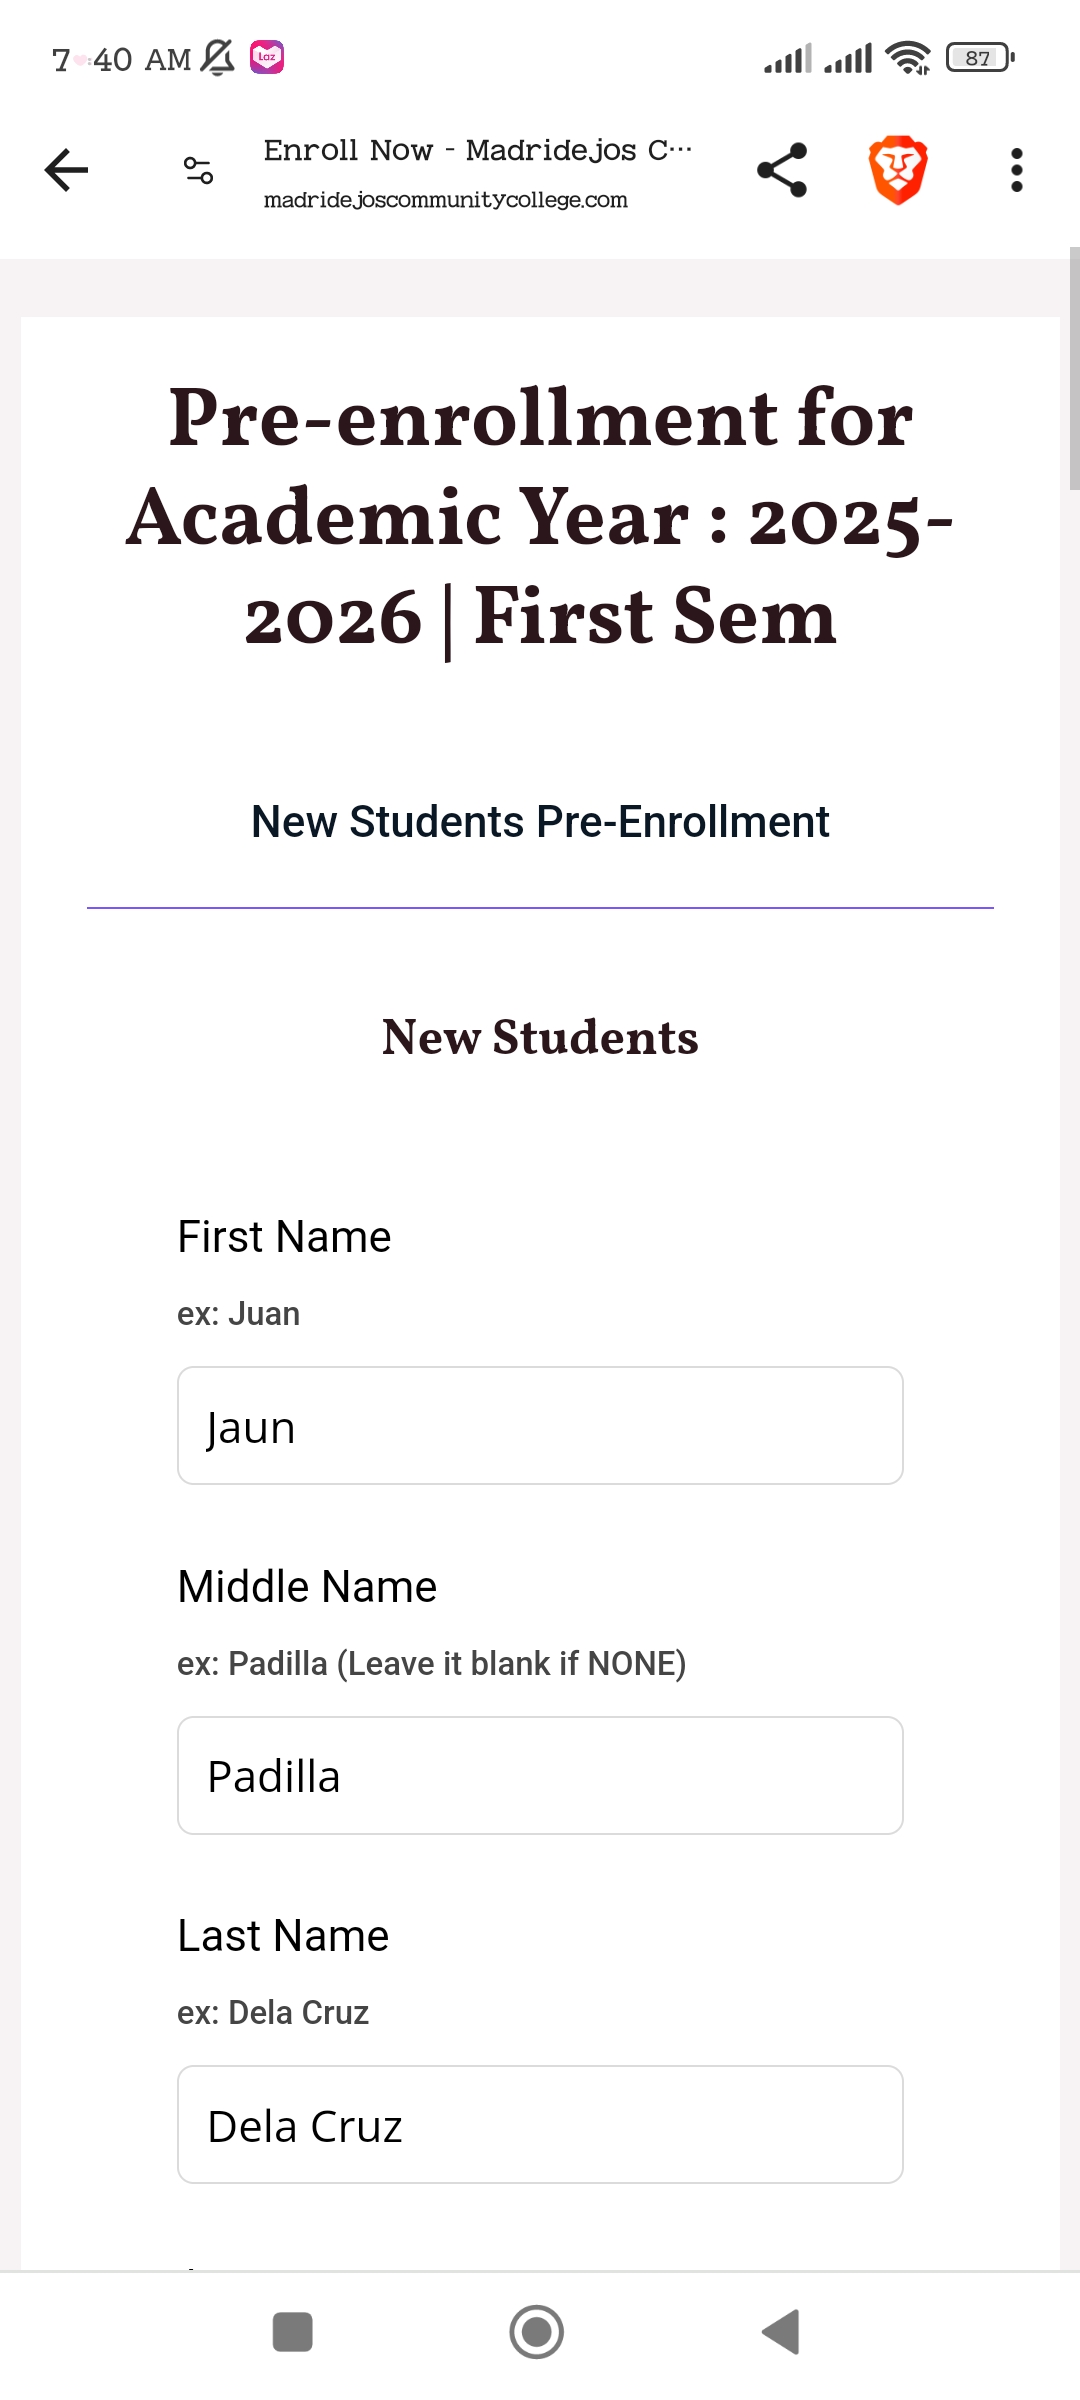 7:40 AM
Laz
87
Enroll Now - Madridejos C...
madridejoscommunitycollege.com
Pre-enrollment for
Academic Year : 2025-
2026 | First Sem
New Students Pre-Enrollment
New Students
First Name
ex: Juan
Jaun
Middle Name
ex: Padilla (Leave it blank if NONE)
Padilla
Last Name
ex: Dela Cruz
Dela Cruz